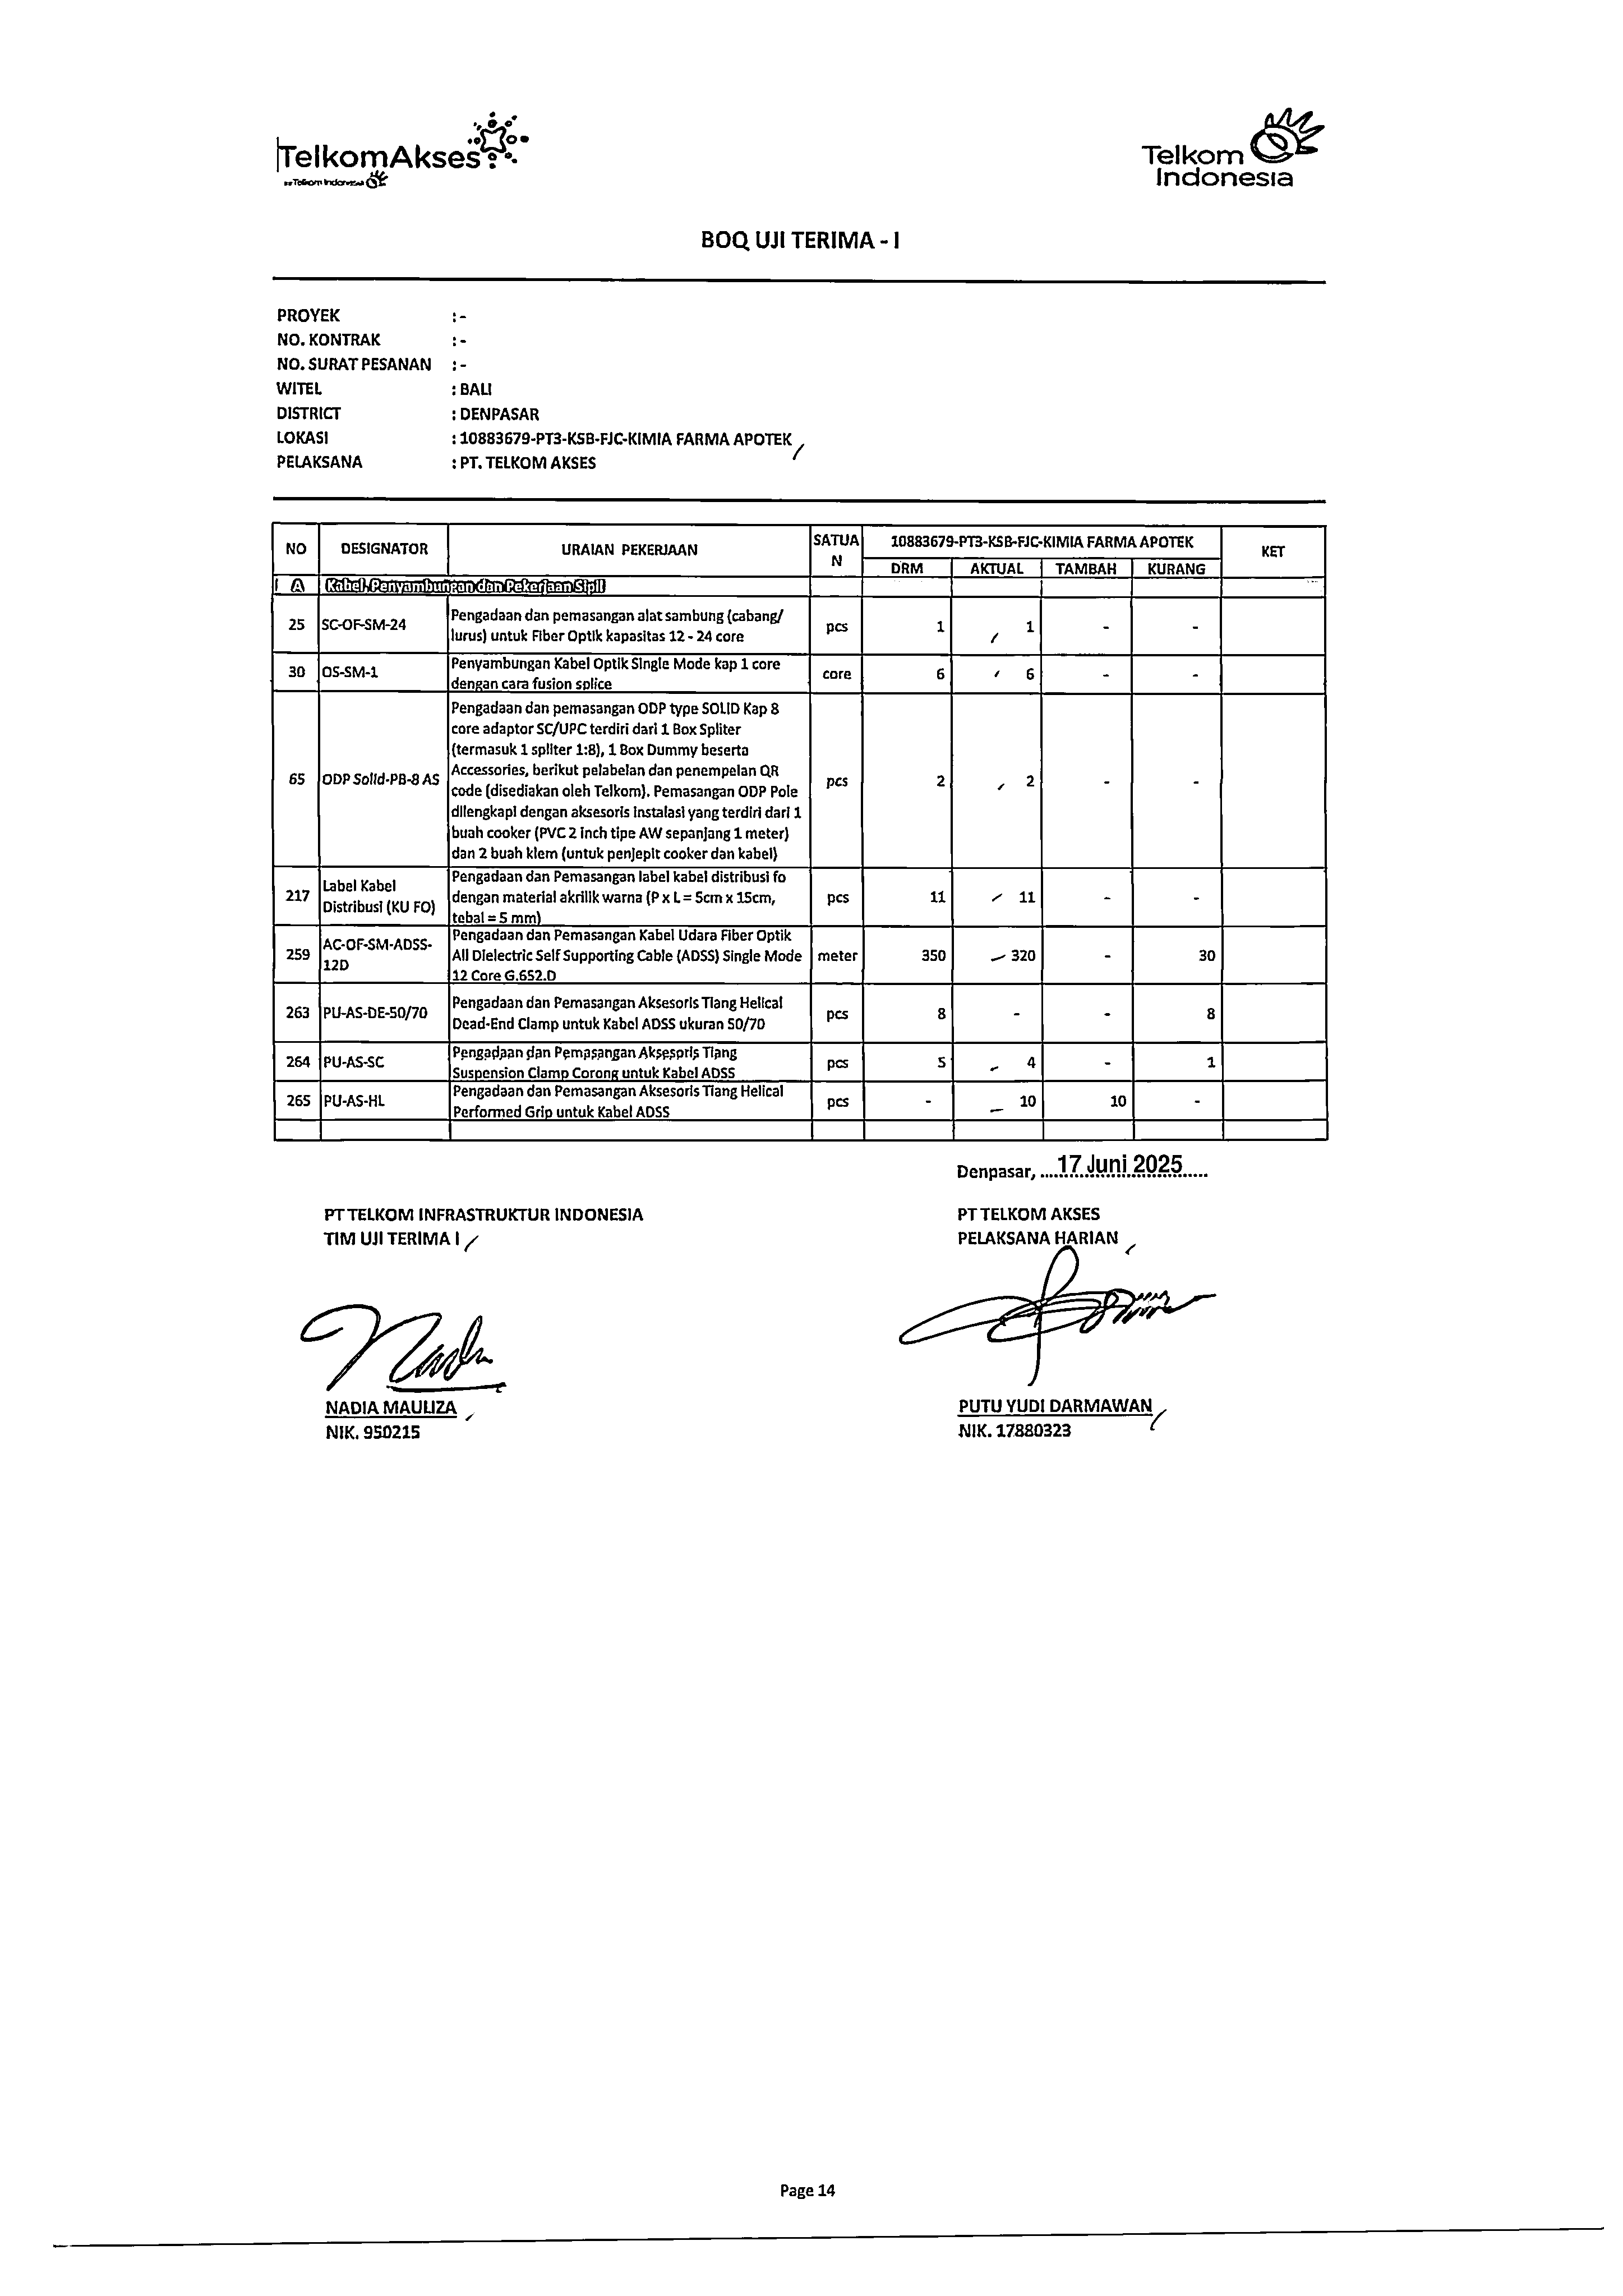 TelkomAkses
by Telkom Indonesia
Telkom
Indonesia
BOQ UJI TERIMA - I
PROYEK : -
NO. KONTRAK : -
NO. SURAT PESANAN : -
WITEL : BALI
DISTRICT : DENPASAR
LOKASI : 10883679-PT3-KSB-FJC-KIMIA FARMA APOTEK
PELAKSANA : PT. TELKOM AKSES
NO DESIGNATOR URAIAN PEKERJAAN SATUAN 10883679-PT3-KSB-FJC-KIMIA FARMA APOTEK KET
DRM AKTUAL TAMBAH KURANG
A Kabel, Penyambungan dan Pekerjaan Sipil
25 SC-OF-SM-24 Pengadaan dan pemasangan alat sambung (cabang/
lurus) untuk Fiber Optik kapasitas 12 - 24 core pcs 1 1 - -
30 OS-SM-1 Penyambungan Kabel Optik Single Mode kap 1 core
dengan cara fusion splice core 6 6 - -
65 ODP Solid-PB-8 AS Pengadaan dan pemasangan ODP type SOLID Kap 8
core adaptor SC/UPC terdiri dari 1 Box Spliter
(termasuk 1 spliter 1:8), 1 Box Dummy beserta
Accessories, berikut pelabelan dan penempelan QR
code (disediakan oleh Telkom). Pemasangan ODP Pole
dilengkapi dengan aksesoris instalasi yang terdiri dari 1
buah cooker (PVC 2 inch tipe AW sepanjang 1 meter)
dan 2 buah klem (untuk penjepit cooker dan kabel) pcs 2 2 - -
217 Label Kabel
Distribusi (KU FO) Pengadaan dan Pemasangan label kabel distribusi fo
dengan material akrilik warna (P x L = 5cm x 15cm,
tebal = 5 mm) pcs 11 11 - -
259 AC-OF-SM-ADSS-
12D Pengadaan dan Pemasangan Kabel Udara Fiber Optik
All Dielectric Self Supporting Cable (ADSS) Single Mode
12 Core G.652.D meter 350 320 - 30
263 PU-AS-DE-50/70 Pengadaan dan Pemasangan Aksesoris Tiang Helical
Dead-End Clamp untuk Kabel ADSS ukuran 50/70 pcs 8 - - 8
264 PU-AS-SC Pengadaan dan Pemasangan Aksesoris Tiang
Suspension Clamp Corong untuk Kabel ADSS pcs 5 4 - 1
265 PU-AS-HL Pengadaan dan Pemasangan Aksesoris Tiang Helical
Performed Grip untuk Kabel ADSS pcs - 10 10 -
Denpasar, ....17 Juni 2025.....
PT TELKOM INFRASTRUKTUR INDONESIA
TIM UJI TERIMA I
PT TELKOM AKSES
PELAKSANA HARIAN
NADIA MAULIZA
NIK. 950215
PUTU YUDI DARMAWAN
NIK. 17880323
Page 14